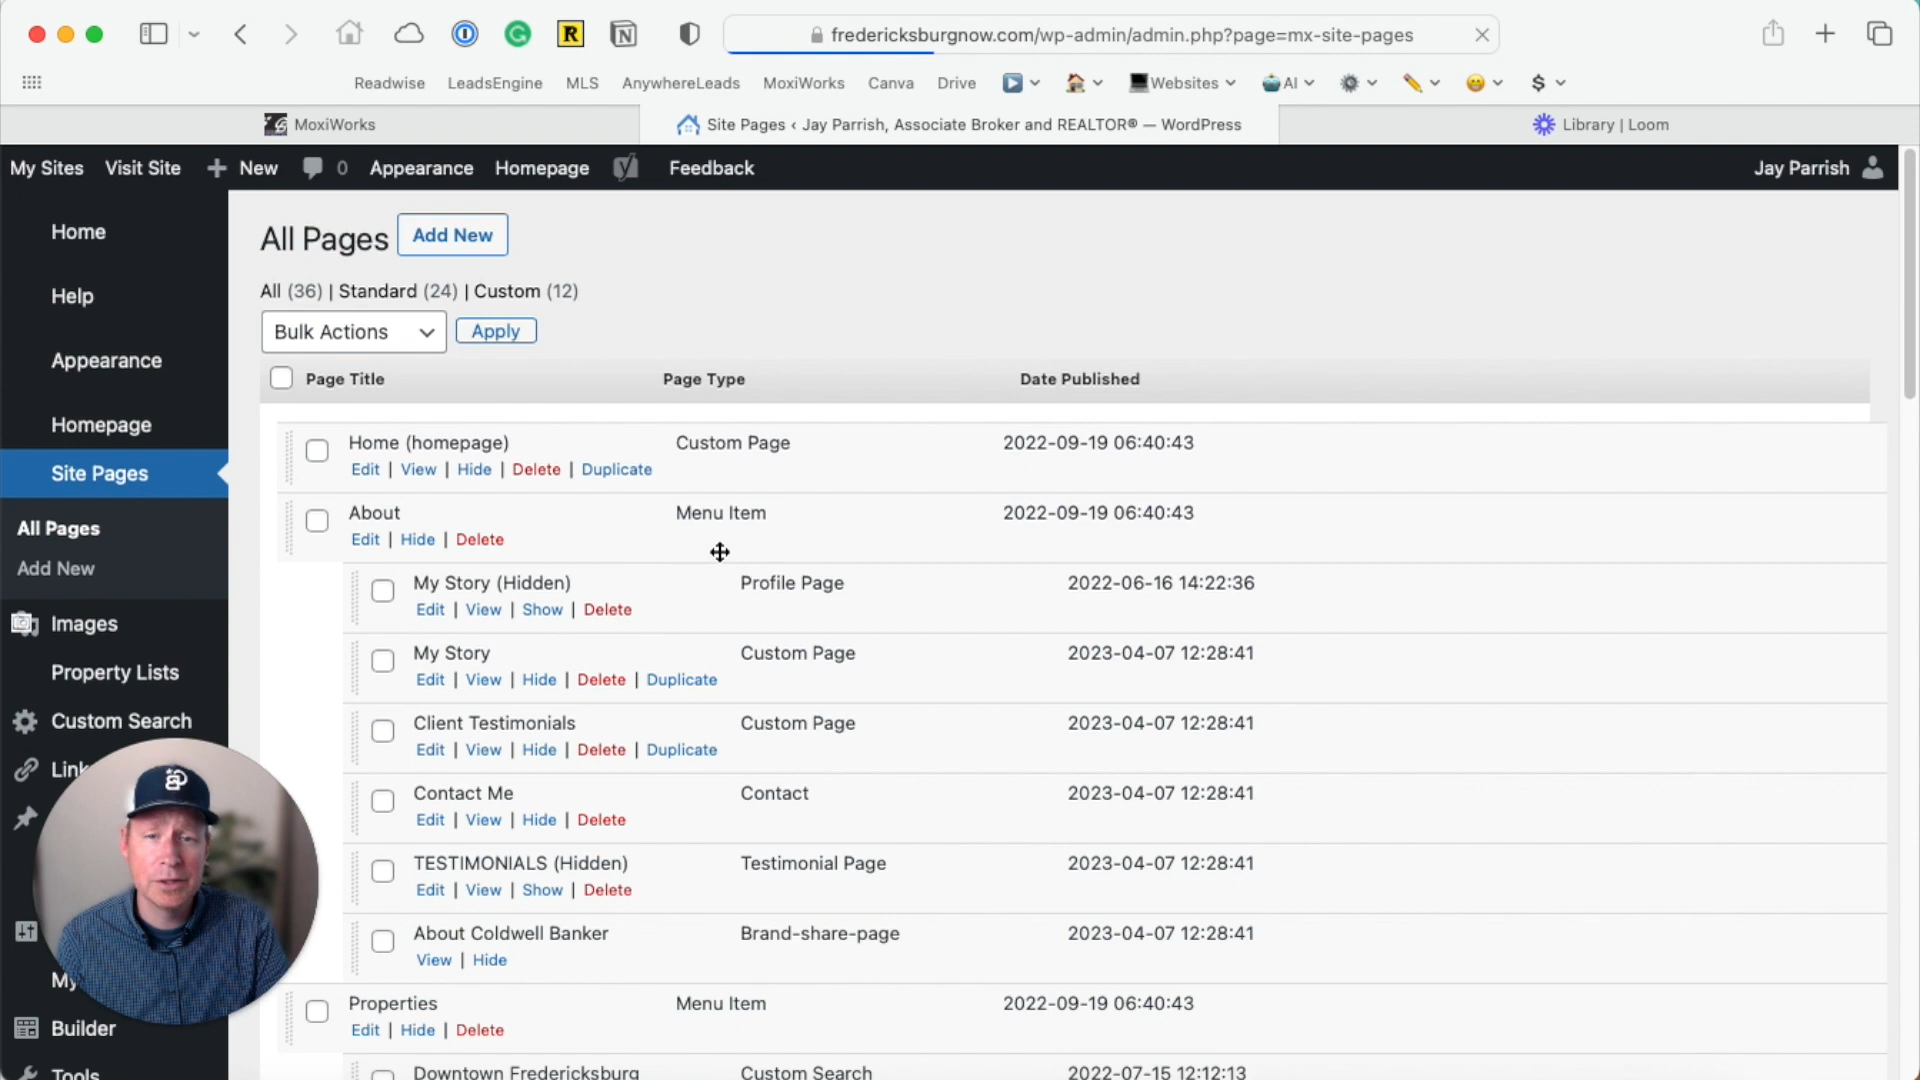 fredericksburgnow.com/wp-admin/admin.php?page=mx-site-pages
Readwise LeadsEngine MLS AnywhereLeads MoxiWorks Canva Drive Websites AI $
MoxiWorks
Site Pages ‹ Jay Parrish, Associate Broker and REALTOR® — WordPress
Library | Loom
My Sites Visit Site + New 0 Appearance Homepage Feedback Jay Parrish
Home
Help
Appearance
Homepage
Site Pages
All Pages
Add New
Images
Property Lists
Custom Search
Builder
Tools
All Pages Add New
All (36) | Standard (24) | Custom (12)
Bulk Actions Apply
Page Title Page Type Date Published
Home (homepage) Custom Page 2022-09-19 06:40:43
Edit | View | Hide | Delete | Duplicate
About Menu Item 2022-09-19 06:40:43
Edit | Hide | Delete
My Story (Hidden) Profile Page 2022-06-16 14:22:36
Edit | View | Show | Delete
My Story Custom Page 2023-04-07 12:28:41
Edit | View | Hide | Delete | Duplicate
Client Testimonials Custom Page 2023-04-07 12:28:41
Edit | View | Hide | Delete | Duplicate
Contact Me Contact 2023-04-07 12:28:41
Edit | View | Hide | Delete
TESTIMONIALS (Hidden) Testimonial Page 2023-04-07 12:28:41
Edit | View | Show | Delete
About Coldwell Banker Brand-share-page 2023-04-07 12:28:41
View | Hide
Properties Menu Item 2022-09-19 06:40:43
Edit | Hide | Delete
Downtown Fredericksburg Custom Search 2022-07-15 12:12:13